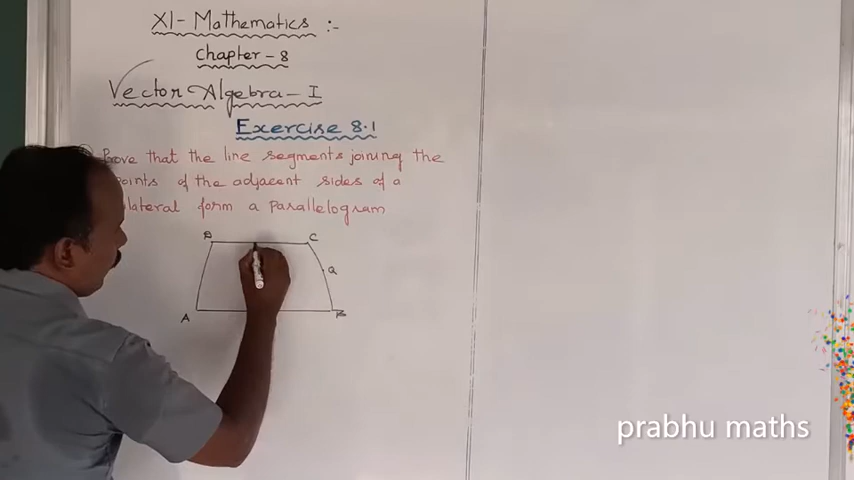 XI - Mathematics :-
Chapter - 8
Vector Algebra - I
Exercise 8.1
Prove that the line segments joining the
points of the adjacent sides of a
lateral form a parallelogram
D C
Q
A B
prabhu maths